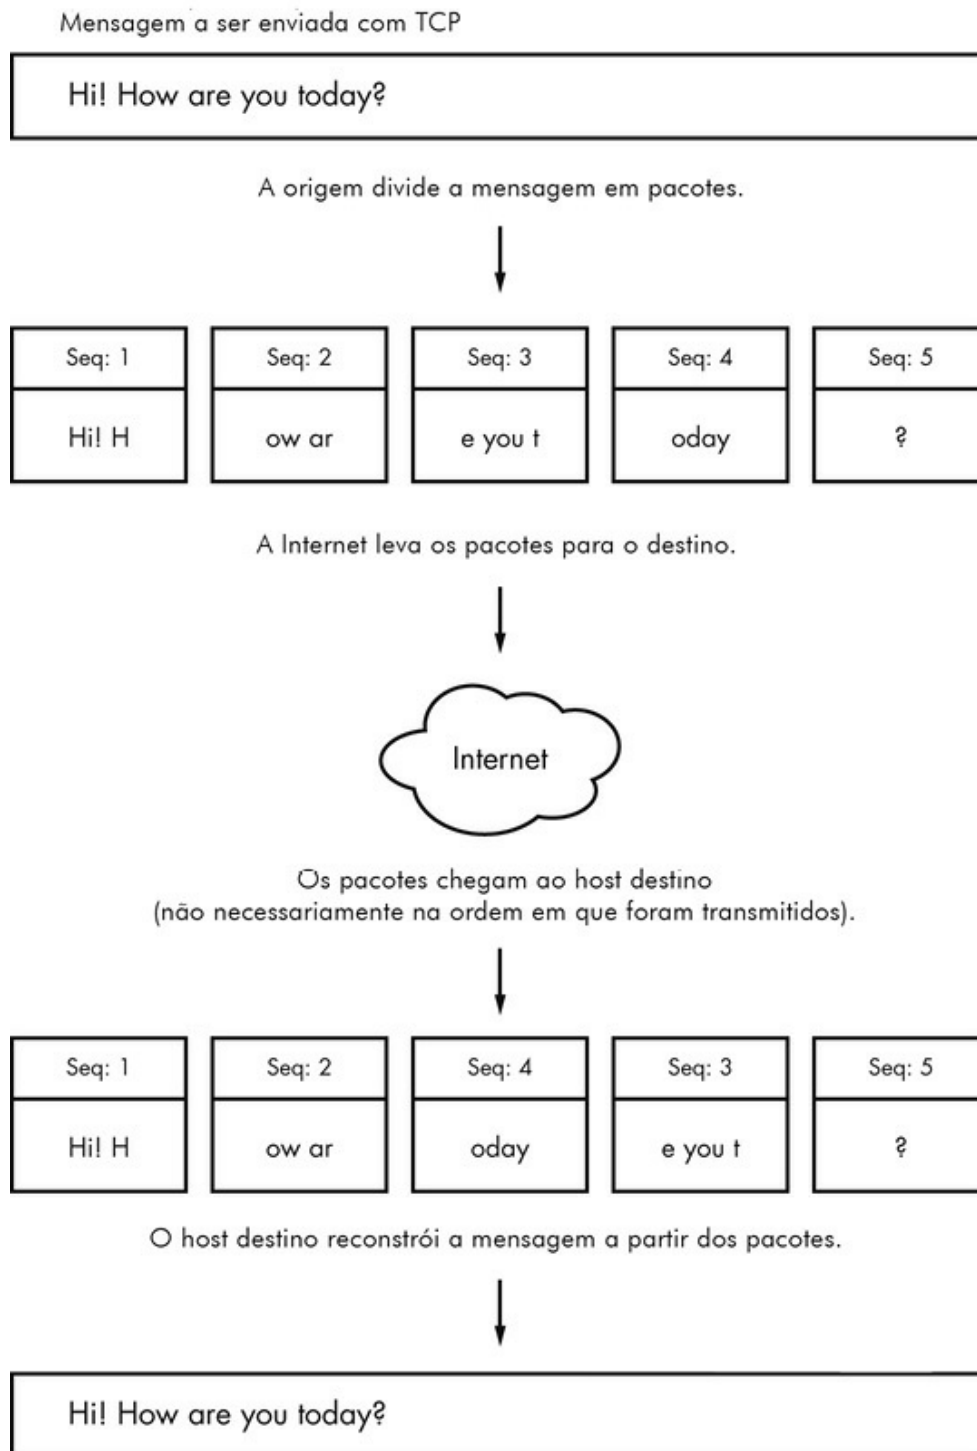 Mensagem a ser enviada com TCP
Hi! How are you today?
A origem divide a mensagem em pacotes.
Seq: 1 Seq: 2 Seq: 3 Seq: 4 Seq: 5
Hi! H ow ar e you t oday ?
A Internet leva os pacotes para o destino.
Internet
Os pacotes chegam ao host destino
(não necessariamente na ordem em que foram transmitidos).
Seq: 1 Seq: 2 Seq: 4 Seq: 3 Seq: 5
Hi! H ow ar oday e you t ?
O host destino reconstrói a mensagem a partir dos pacotes.
Hi! How are you today?